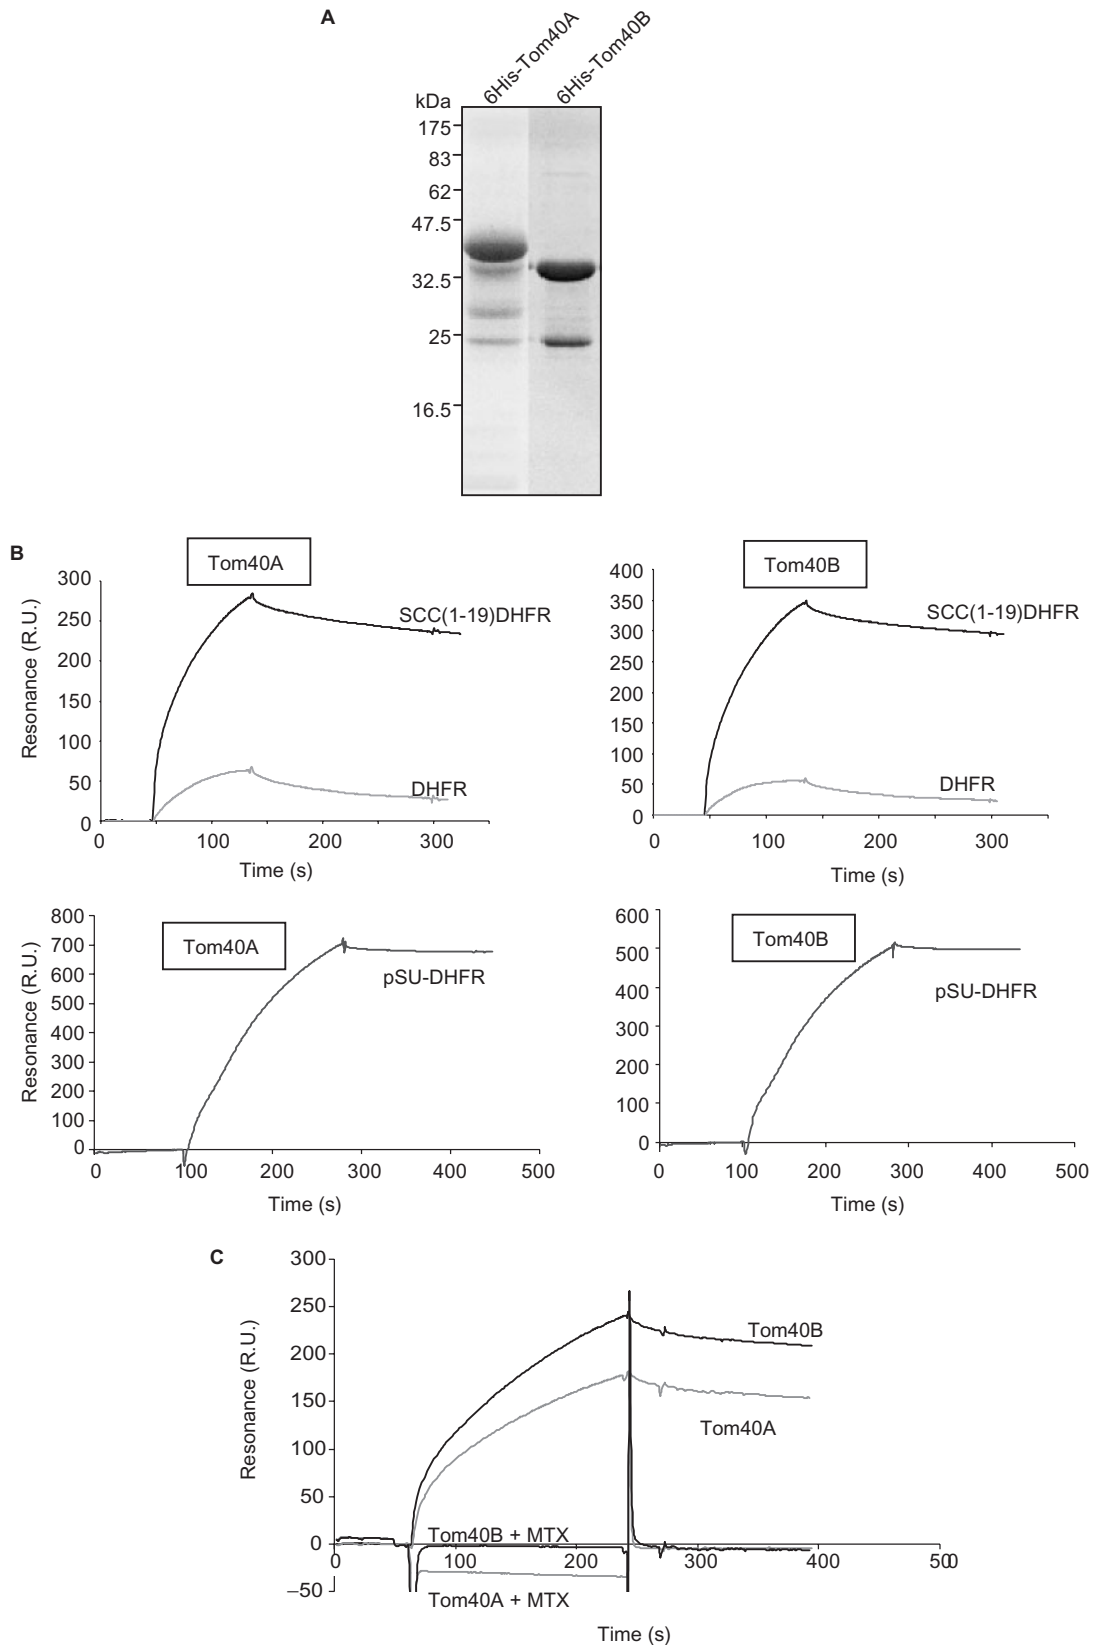 A
6His-Tom40A
6His-Tom40B
kDa
175
83
62
47.5
32.5
25
16.5
B
Tom40A
300
250
200
150
100
50
0
Resonance (R.U.)
SCC(1-19)DHFR
DHFR
0 100 200 300
Time (s)
Tom40B
400
350
300
250
200
150
100
50
0
SCC(1-19)DHFR
DHFR
0 100 200 300
Time (s)
Tom40A
800
700
600
500
400
300
200
100
0
Resonance (R.U.)
pSU-DHFR
0 100 200 300 400 500
Time (s)
Tom40B
600
500
400
300
200
100
0
pSU-DHFR
0 100 200 300 400 500
Time (s)
C
300
250
200
150
100
50
0
–50
Resonance (R.U.)
Tom40B
Tom40A
Tom40B + MTX
0 100 200 300 400 500
Tom40A + MTX
Time (s)